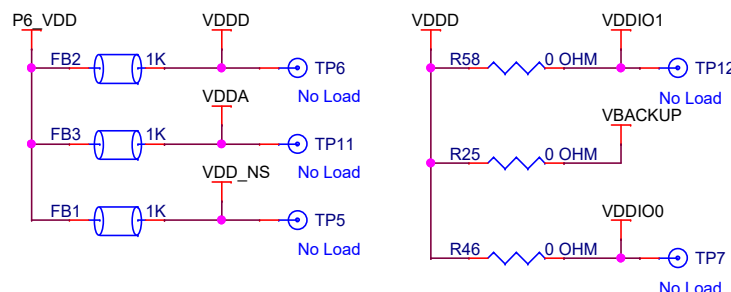 P6_VDD
VDDD
FB2 1K
TP6
No Load
VDDA
FB3 1K
TP11
No Load
VDD_NS
FB1 1K
TP5
No Load
VDDD
VDDIO1
R58 0 OHM
TP12
No Load
VBACKUP
R25 0 OHM
VDDIO0
R46 0 OHM
TP7
No Load